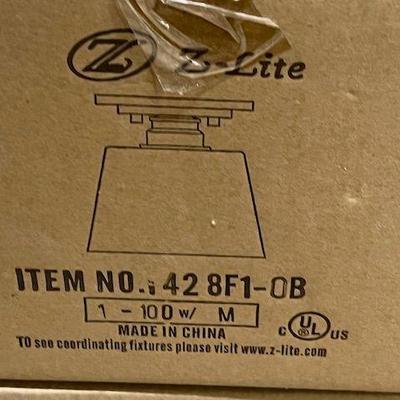 Z Z-Lite
ITEM NO.: 428F1-OB
1 - 100 w/ M
MADE IN CHINA
c UL ® US
TO see coordinating fixtures please visit www.z-lite.com